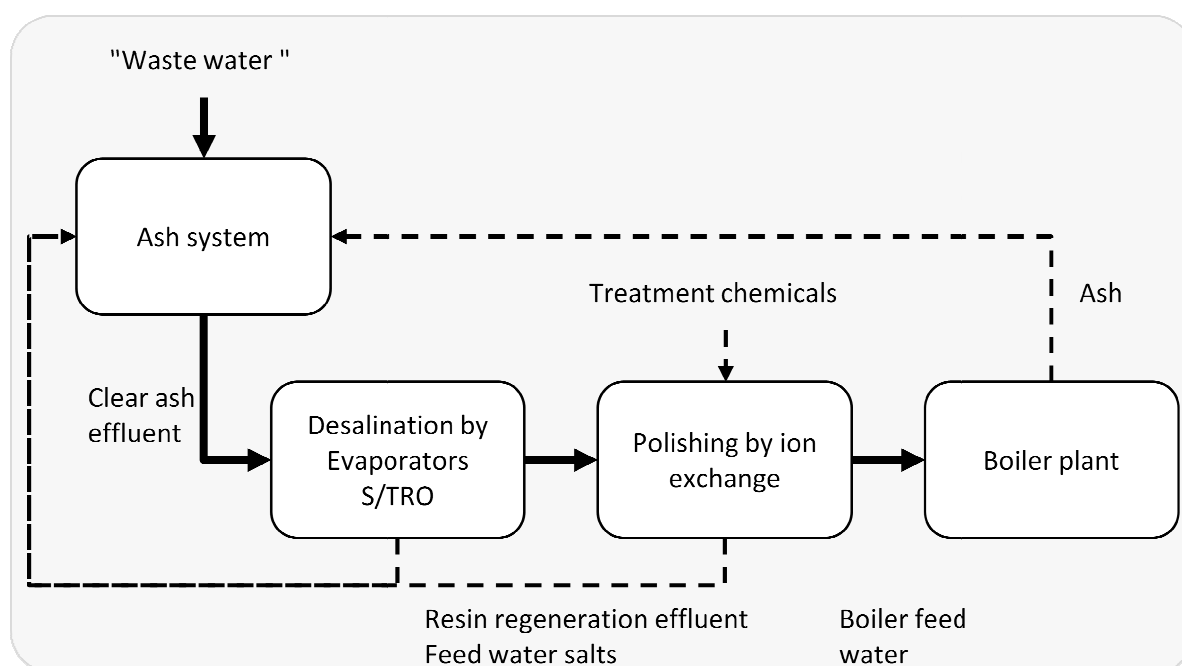 "Waste water "
Ash system
Treatment chemicals
Ash
Clear ash
effluent
Desalination by
Evaporators
S/TRO
Polishing by ion
exchange
Boiler plant
Resin regeneration effluent
Feed water salts
Boiler feed
water